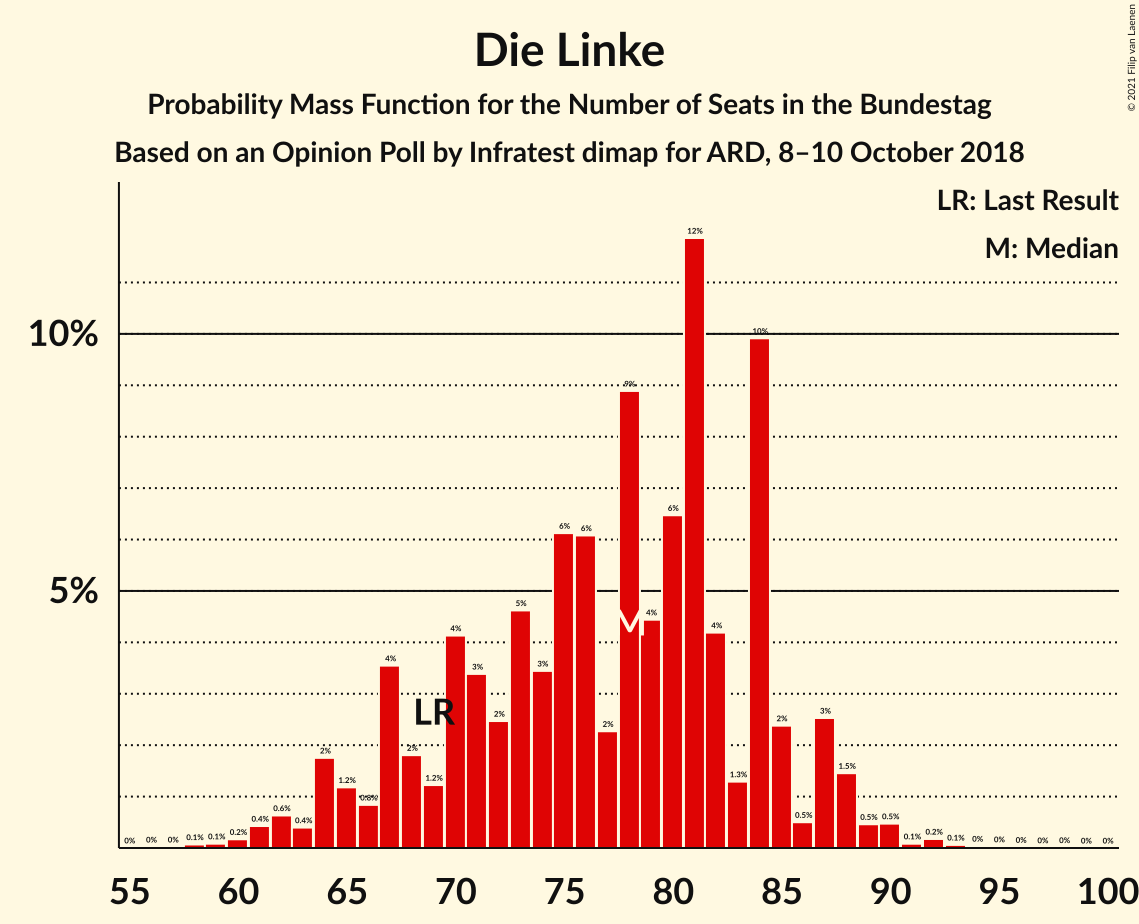 Die Linke
Probability Mass Function for the Number of Seats in the Bundestag
Based on an Opinion Poll by Infratest dimap for ARD, 8–10 October 2018
© 2021 Filip van Laenen
LR: Last Result
M: Median
10%
5%
0% 0% 0% 0.1% 0.1% 0.2% 0.4% 0.6% 0.4% 2% 1.2% 0.8% 4% 2% 1.2% 4% 3% 2% 5% 3% 6% 6% 2% 9% 4% 6% 12% 4% 1.3% 10% 2% 0.5% 3% 1.5% 0.5% 0.5% 0.1% 0.2% 0.1% 0% 0% 0% 0% 0% 0% 0%
LR
M
55 60 65 70 75 80 85 90 95 100